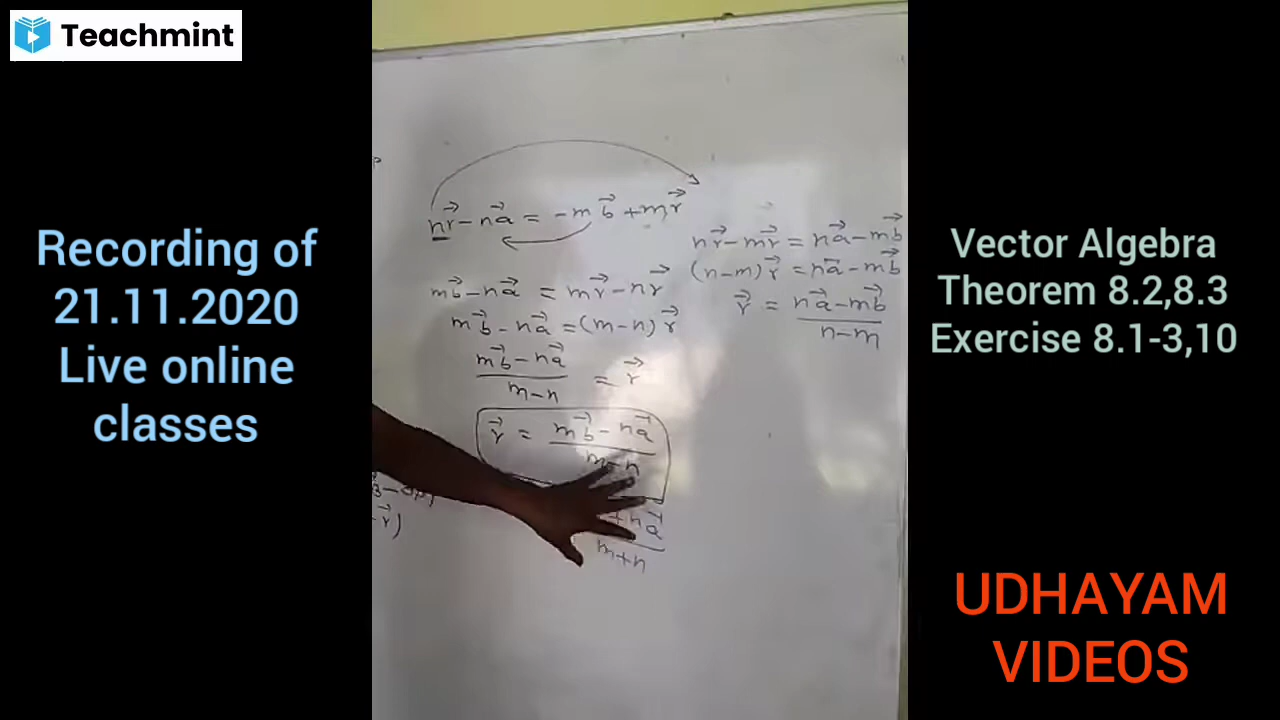 Teachmint
Recording of
21.11.2020
Live online
classes
nr⃗ - na⃗ = - m b⃗ + mr⃗
mb⃗ - na⃗ = mr⃗ - nr⃗
mb⃗ - na⃗ = (m-n) r⃗
mb⃗ - na⃗
m-n
= r⃗
r⃗ = mb⃗ - na⃗
m-n
+na⃗
m+n
r⃗)
nr⃗ - mr⃗ = na⃗ - mb⃗
(n-m) r⃗ = na⃗ - mb⃗
r⃗ = na⃗ - mb⃗
n-m
Vector Algebra
Theorem 8.2,8.3
Exercise 8.1-3,10
UDHAYAM
VIDEOS